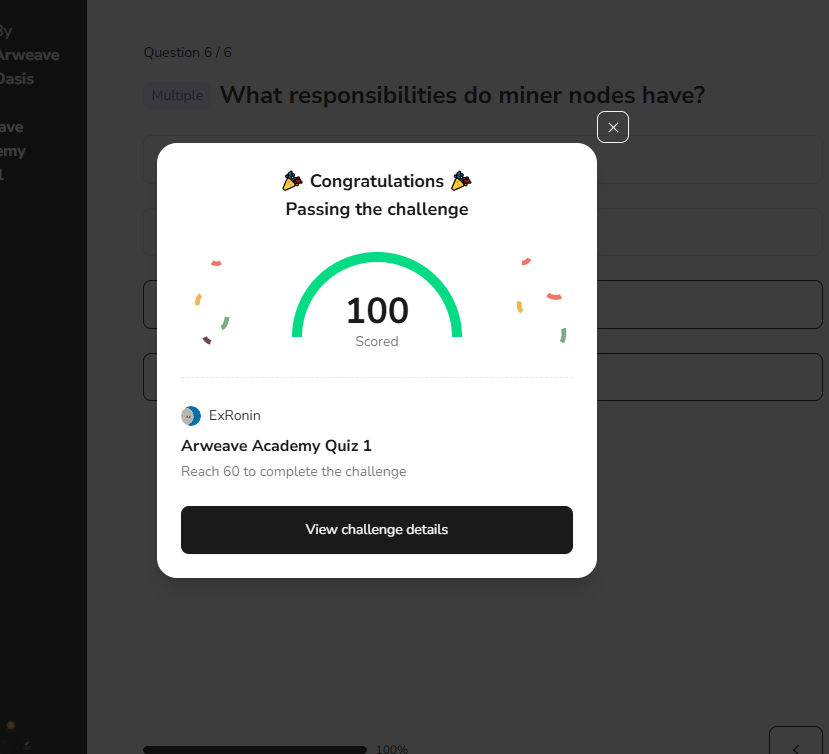 By
Arweave
Oasis
ave
emy
Question 6 / 6
Multiple What responsibilities do miner nodes have?
Congratulations
Passing the challenge
100
Scored
ExRonin
Arweave Academy Quiz 1
Reach 60 to complete the challenge
View challenge details
100%